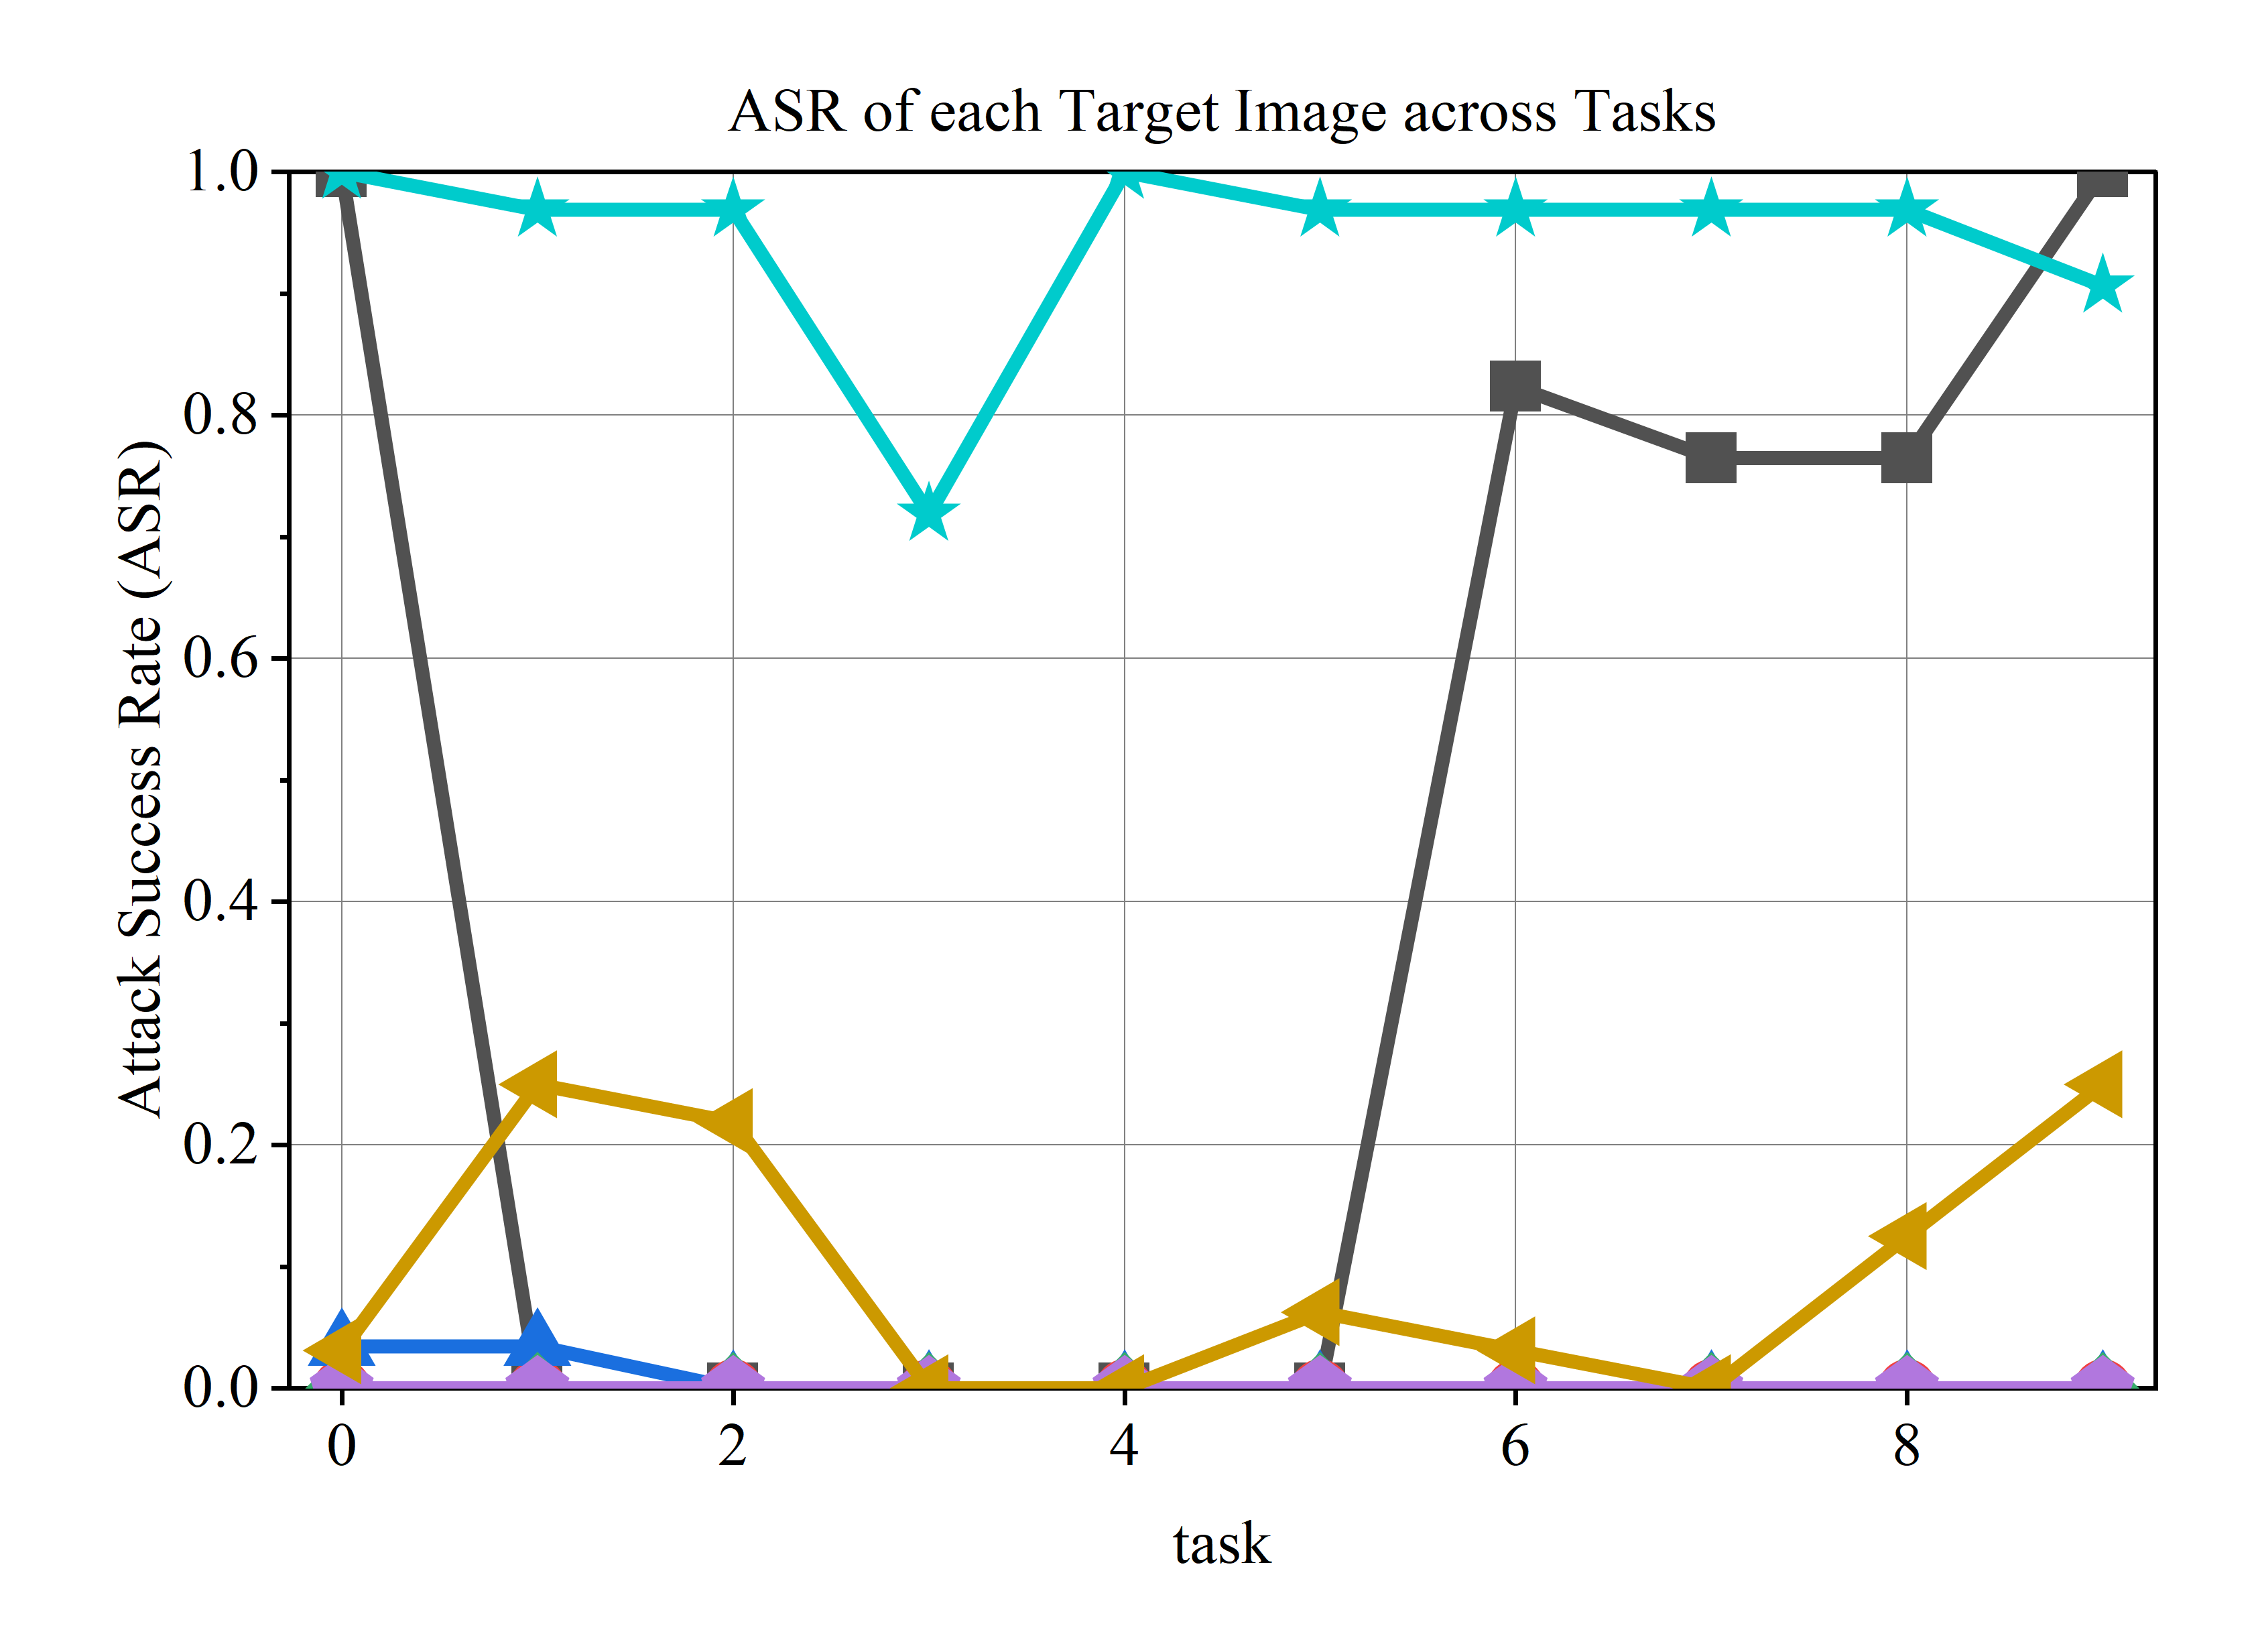 ASR of each Target Image across Tasks
1.0
0.8
0.6
0.4
0.2
0.0
Attack Success Rate (ASR)
0 2 4 6 8
task